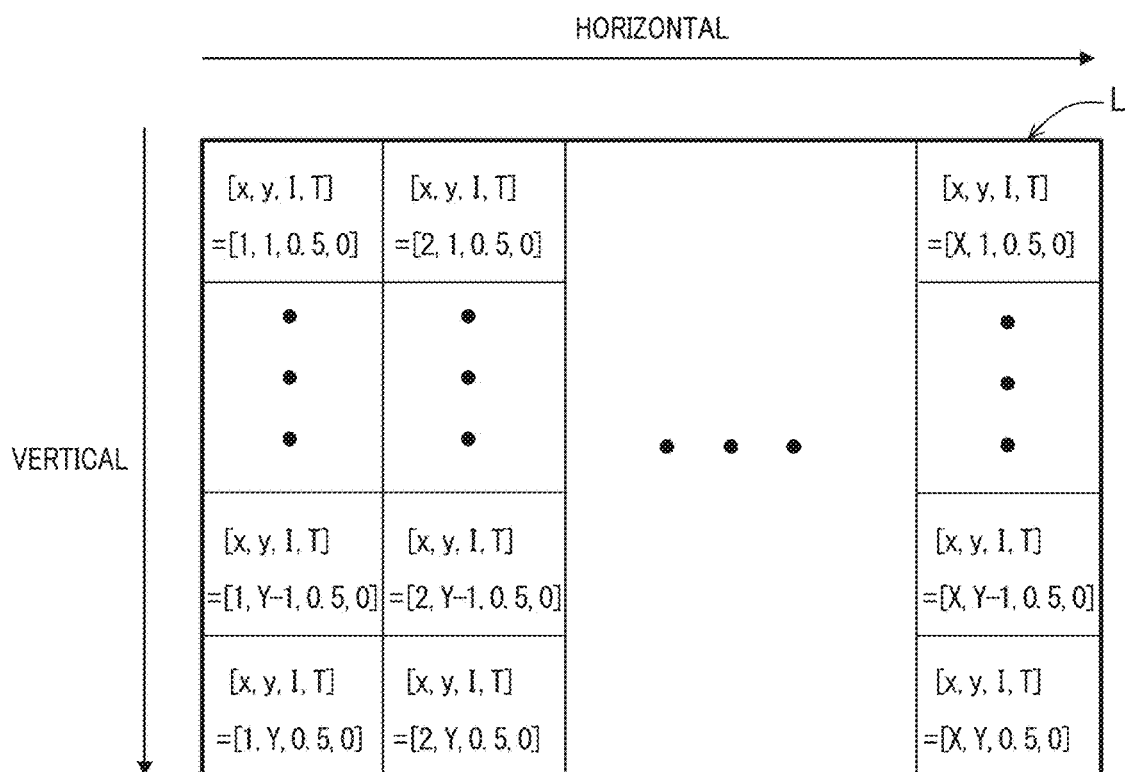 HORIZONTAL
L
[x, y, I, T] [x, y, I, T] [x, y, I, T]
=[1, 1, 0.5, 0] =[2, 1, 0.5, 0] =[X, 1, 0.5, 0]
VERTICAL
[x, y, I, T] [x, y, I, T] [x, y, I, T]
=[1, Y-1, 0.5, 0] =[2, Y-1, 0.5, 0] =[X, Y-1, 0.5, 0]
[x, y, I, T] [x, y, I, T] [x, y, I, T]
=[1, Y, 0.5, 0] =[2, Y, 0.5, 0] =[X, Y, 0.5, 0]